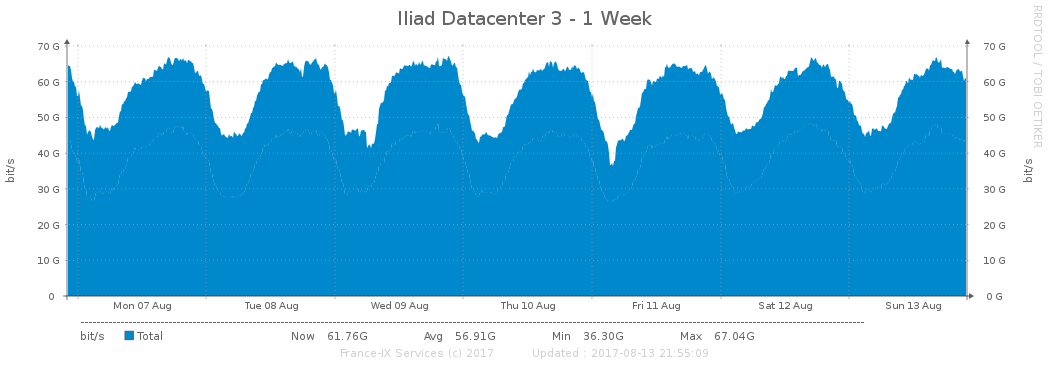 Iliad Datacenter 3 - 1 Week
RRDTOOL / TOBI OETIKER
70 G 70 G
60 G 60 G
50 G 50 G
40 G 40 G
30 G 30 G
20 G 20 G
10 G 10 G
0 0 G
bit/s bit/s
Mon 07 Aug Tue 08 Aug Wed 09 Aug Thu 10 Aug Fri 11 Aug Sat 12 Aug Sun 13 Aug
bit/s Total Now 61.76G Avg 56.91G Min 36.30G Max 67.04G
France-IX Services (c) 2017 Updated : 2017-08-13 21:55:09